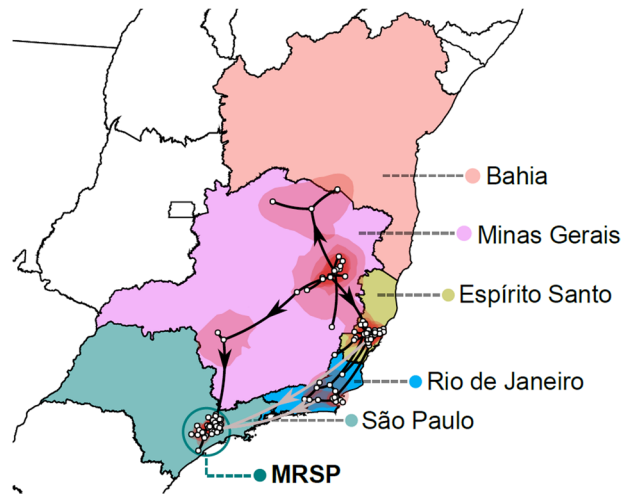 Bahia
Minas Gerais
Espírito Santo
Rio de Janeiro
São Paulo
MRSP